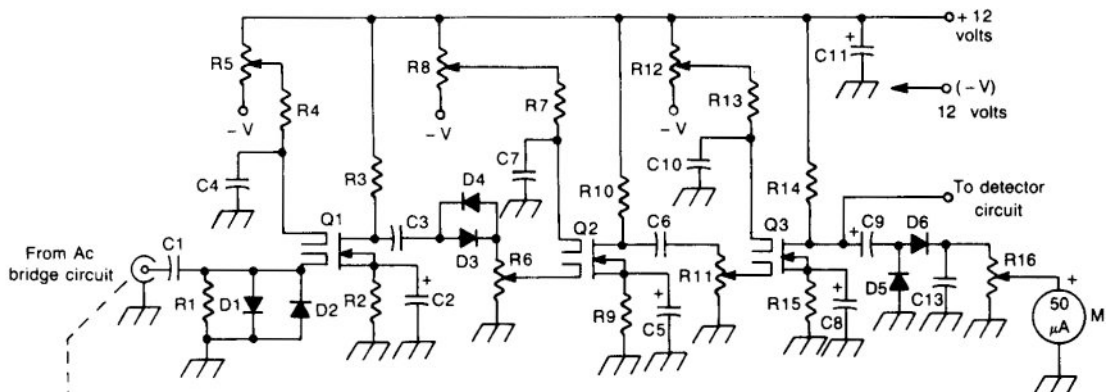 + 12
volts
R5
R8
R12
C11
+
(− V)
12 volts
R4
R7
R13
− V
− V
− V
C4
R3
C7
D4
R10
C10
R14
To detector
circuit
Q1
C3
D3
Q2
C6
Q3
+
C9
D6
From Ac
bridge circuit
C1
R6
R11
R16
+
R1
D1
D2
R2
+
C2
R9
+
C5
R15
+
C8
D5
C13
50
μA
M